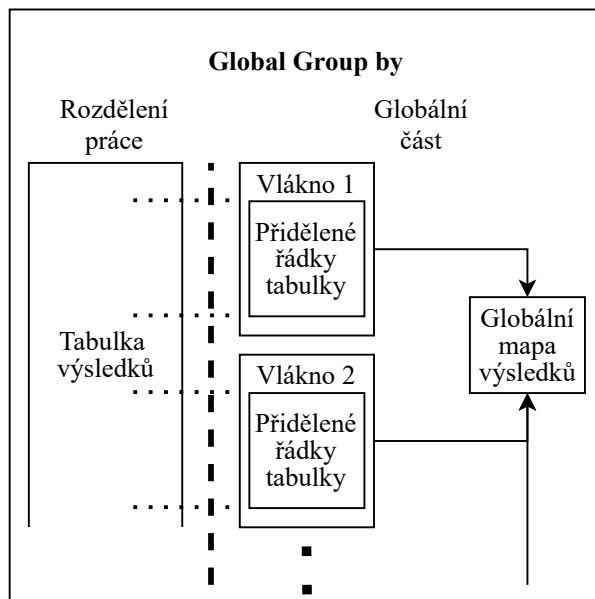 Global Group by
Rozdělení
práce
Globální
část
Vlákno 1
Přidělené
řádky
tabulky
Tabulka
výsledků
Globální
mapa
výsledků
Vlákno 2
Přidělené
řádky
tabulky